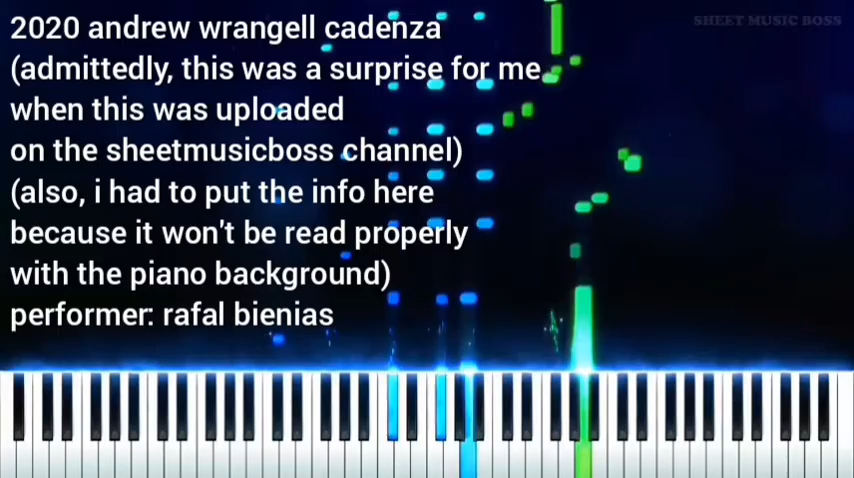 2020 andrew wrangell cadenza
(admittedly, this was a surprise for me
when this was uploaded
on the sheetmusicboss channel)
(also, i had to put the info here
because it won't be read properly
with the piano background)
performer: rafal bienias
SHEET MUSIC BOSS